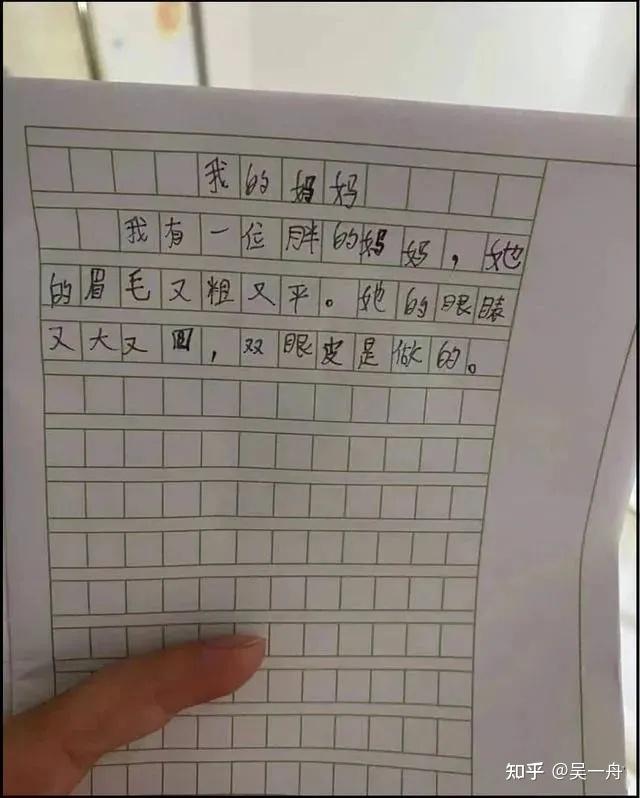 我的妈妈
我有一位胖的妈妈，她
的眉毛又粗又平。她的眼睛
又大又圆，双眼皮是做的。
知乎 @吴一舟